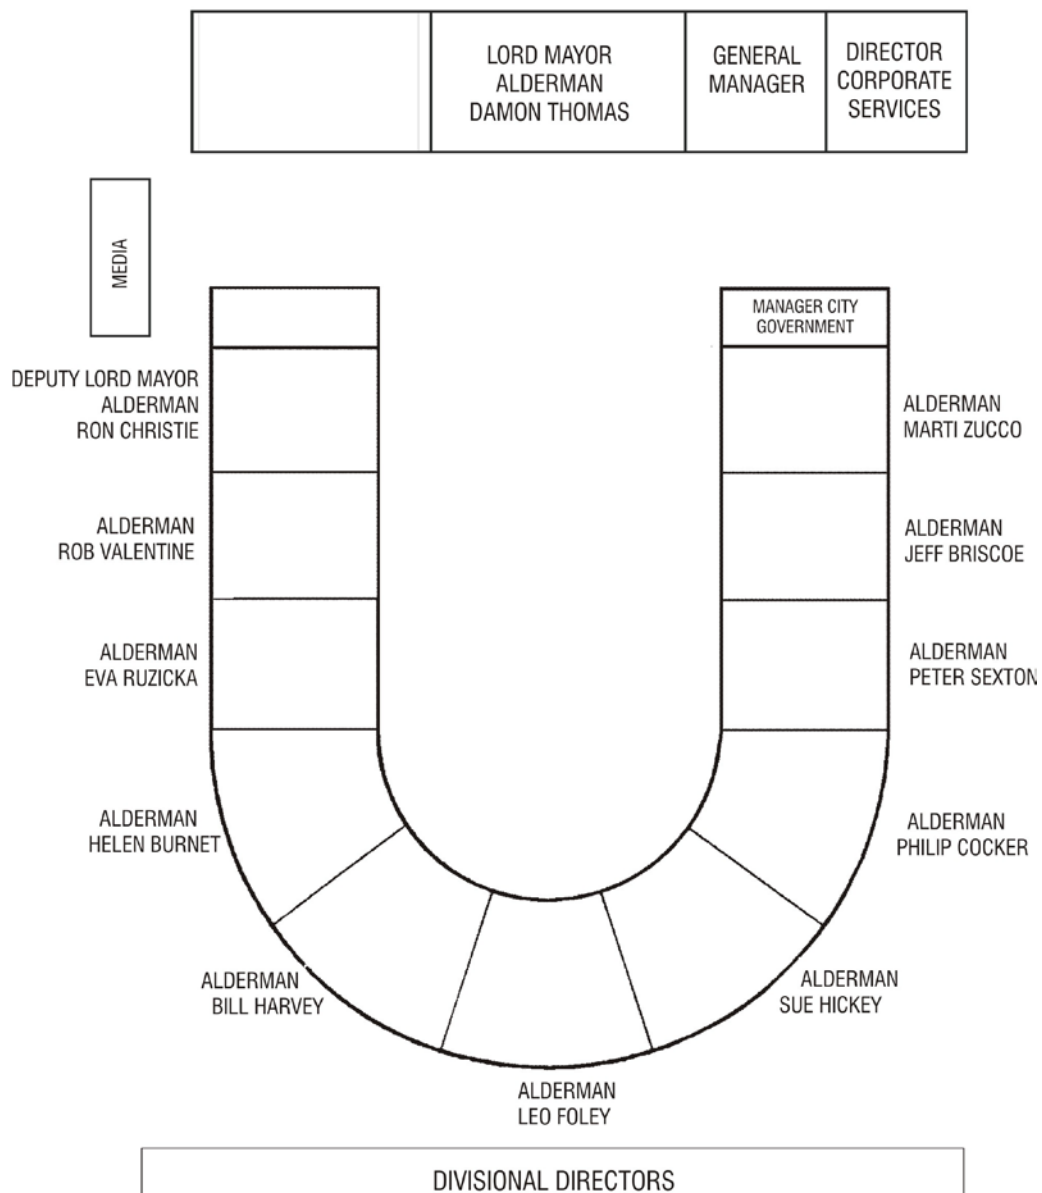 LORD MAYOR
ALDERMAN
DAMON THOMAS
GENERAL
MANAGER
DIRECTOR
CORPORATE
SERVICES
MEDIA
MANAGER CITY
GOVERNMENT
DEPUTY LORD MAYOR
ALDERMAN
RON CHRISTIE
ALDERMAN
MARTI ZUCCO
ALDERMAN
ROB VALENTINE
ALDERMAN
JEFF BRISCOE
ALDERMAN
EVA RUZICKA
ALDERMAN
PETER SEXTON
ALDERMAN
HELEN BURNET
ALDERMAN
PHILIP COCKER
ALDERMAN
BILL HARVEY
ALDERMAN
SUE HICKEY
ALDERMAN
LEO FOLEY
DIVISIONAL DIRECTORS